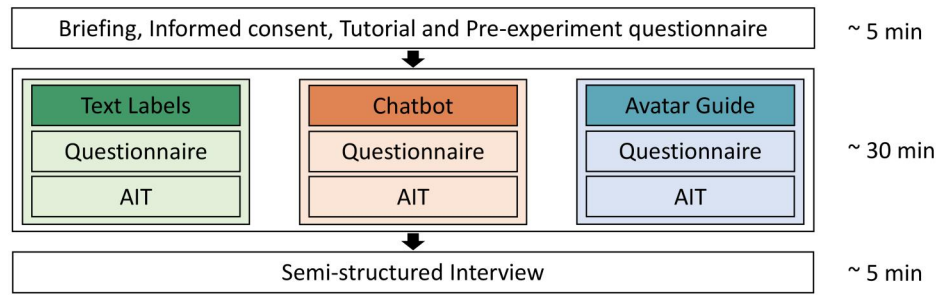 Briefing, Informed consent, Tutorial and Pre-experiment questionnaire
~ 5 min
Text Labels
Questionnaire
AIT
Chatbot
Questionnaire
AIT
Avatar Guide
Questionnaire
AIT
~ 30 min
Semi-structured Interview
~ 5 min